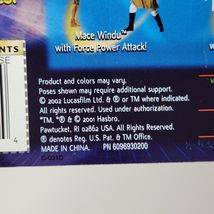 Mace Windu™
with Force Power Attack!
Product and colors may vary.
Poses shown may require additional support.
© 2002 Lucasfilm Ltd. & ® or TM where indicated.
All rights reserved. Used under authorization.
*TM, *® & © 2001 Hasbro,
Pawtucket, RI 02862 USA. All Rights Reserved.
® denotes Reg. U.S. Pat. & TM Office.
MADE IN CHINA.
PN 6096930200